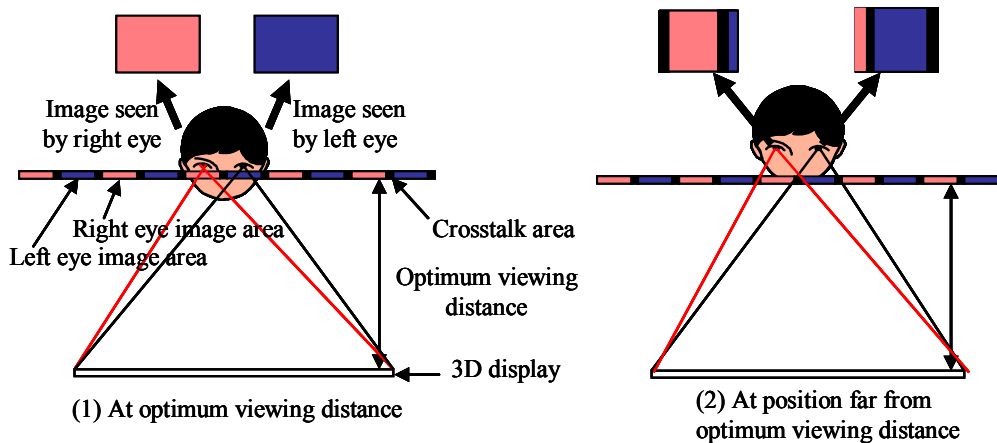 Image seen
by right eye
Image seen
by left eye
Right eye image area
Left eye image area
Crosstalk area
Optimum viewing
distance
3D display
(1) At optimum viewing distance
(2) At position far from
optimum viewing distance